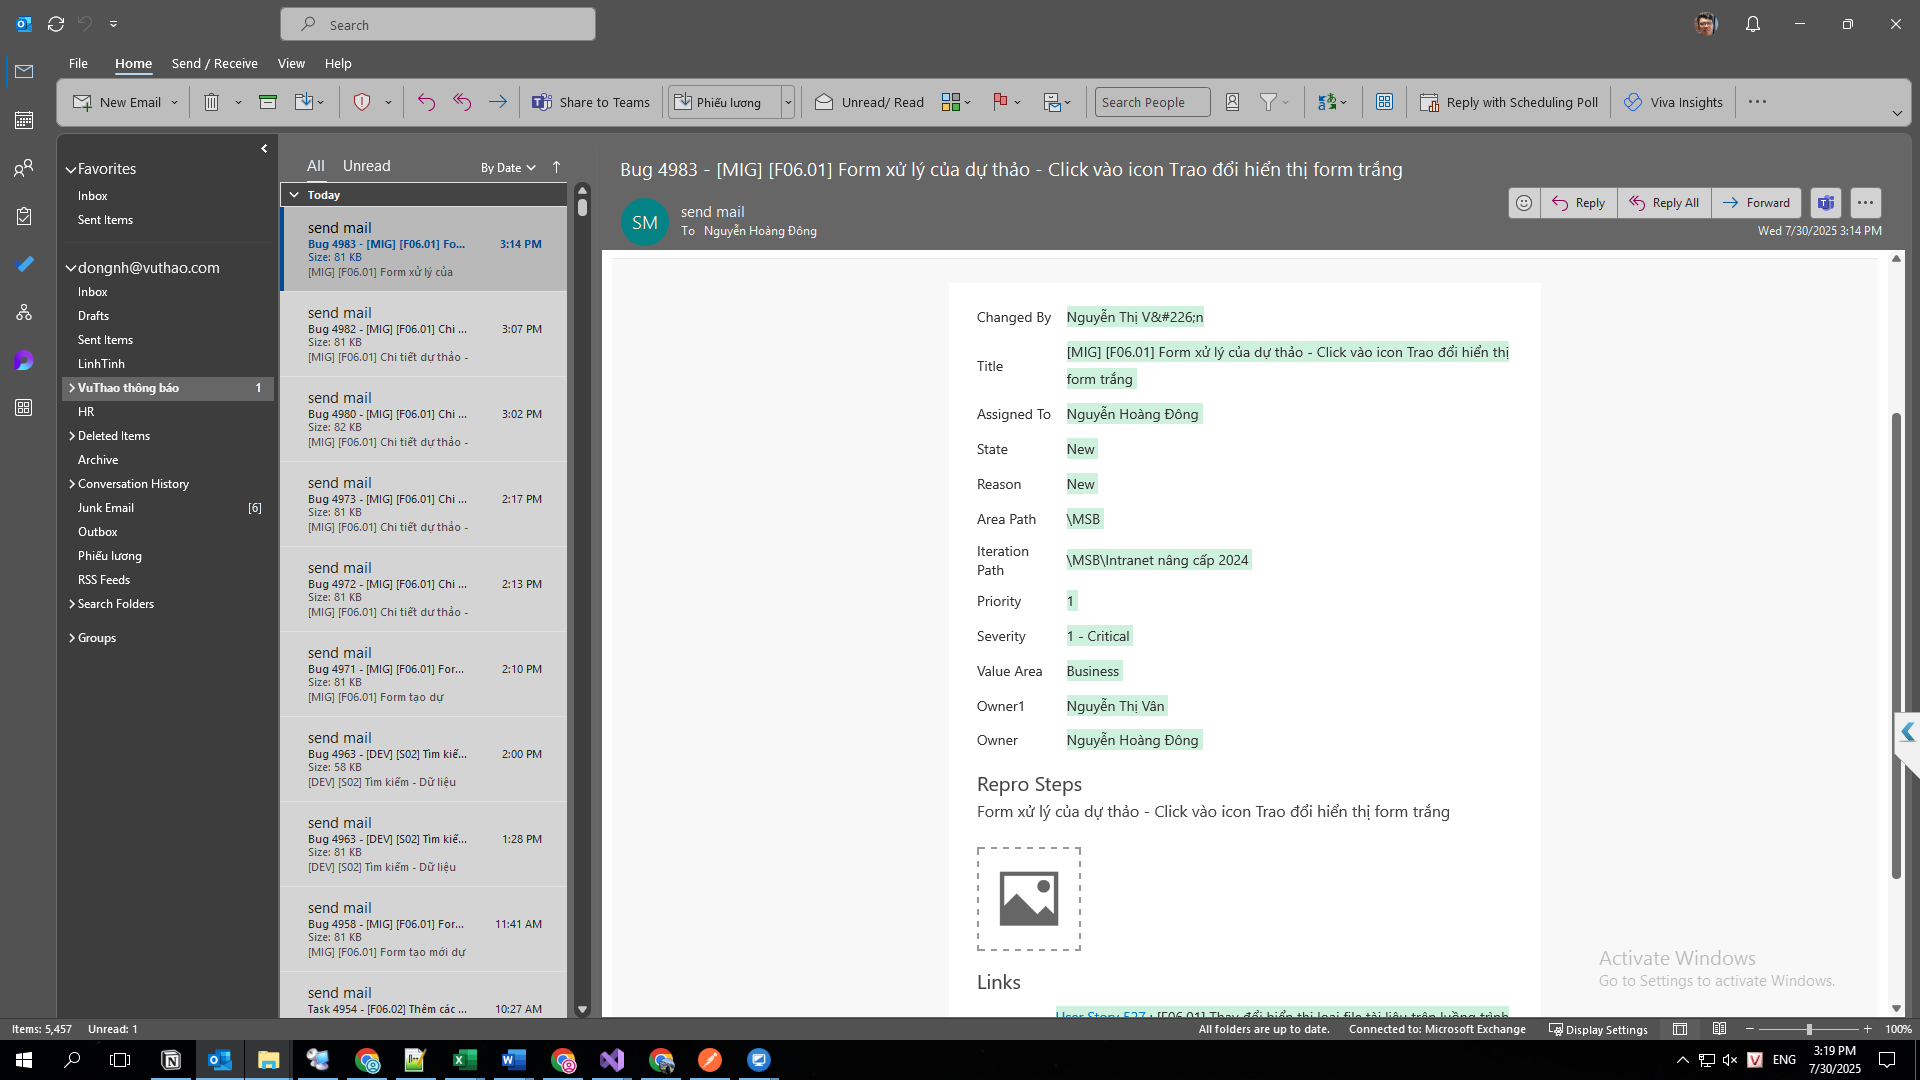 Search
File Home Send / Receive View Help
New Email Share to Teams Phiếu lương Unread/ Read Search People Reply with Scheduling Poll Viva Insights
Favorites
Inbox
Sent Items
dongnh@vuthao.com
Inbox
Drafts
Sent Items
LinhTinh
VuThao thông báo 1
HR
Deleted Items
Archive
Conversation History
Junk Email [6]
Outbox
Phiếu lương
RSS Feeds
Search Folders
Groups
All Unread By Date
Today
send mail
Bug 4983 - [MIG] [F06.01] Fo... 3:14 PM
Size: 81 KB
[MIG] [F06.01] Form xử lý của
send mail
Bug 4982 - [MIG] [F06.01] Chi ... 3:07 PM
Size: 81 KB
[MIG] [F06.01] Chi tiết dự thảo -
send mail
Bug 4980 - [MIG] [F06.01] Chi ... 3:02 PM
Size: 82 KB
[MIG] [F06.01] Chi tiết dự thảo -
send mail
Bug 4973 - [MIG] [F06.01] Chi ... 2:17 PM
Size: 81 KB
[MIG] [F06.01] Chi tiết dự thảo -
send mail
Bug 4972 - [MIG] [F06.01] Chi ... 2:13 PM
Size: 81 KB
[MIG] [F06.01] Chi tiết dư thảo -
send mail
Bug 4971 - [MIG] [F06.01] For... 2:10 PM
Size: 81 KB
[MIG] [F06.01] Form tạo dự
send mail
Bug 4963 - [DEV] [S02] Tìm kiế... 2:00 PM
Size: 58 KB
[DEV] [S02] Tìm kiếm - Dữ liệu
send mail
Bug 4963 - [DEV] [S02] Tìm kiế... 1:28 PM
Size: 81 KB
[DEV] [S02] Tìm kiếm - Dữ liệu
send mail
Bug 4958 - [MIG] [F06.01] For... 11:41 AM
Size: 81 KB
[MIG] [F06.01] Form tạo mới dự
send mail
Task 4954 - [F06.02] Thêm các ... 10:27 AM
Bug 4983 - [MIG] [F06.01] Form xử lý của dự thảo - Click vào icon Trao đổi hiển thị form trắng
SM
send mail
To Nguyễn Hoàng Đông
Reply Reply All Forward
Wed 7/30/2025 3:14 PM
Changed By Nguyễn Thị V&#226;n
Title [MIG] [F06.01] Form xử lý của dự thảo - Click vào icon Trao đổi hiển thị
form trắng
Assigned To Nguyễn Hoàng Đông
State New
Reason New
Area Path \MSB
Iteration
Path \MSB\Intranet nâng cấp 2024
Priority 1
Severity 1 - Critical
Value Area Business
Owner1 Nguyễn Thị Vân
Owner Nguyễn Hoàng Đông
Repro Steps
Form xử lý của dự thảo - Click vào icon Trao đổi hiển thị form trắng
Links
User Story 527 : [F06.01] Thay đổi hiển thị loại file tài liệu trên luồng trình
Activate Windows
Go to Settings to activate Windows.
Items: 5,457 Unread: 1
All folders are up to date. Connected to: Microsoft Exchange Display Settings 100%
ENG
3:19 PM
7/30/2025